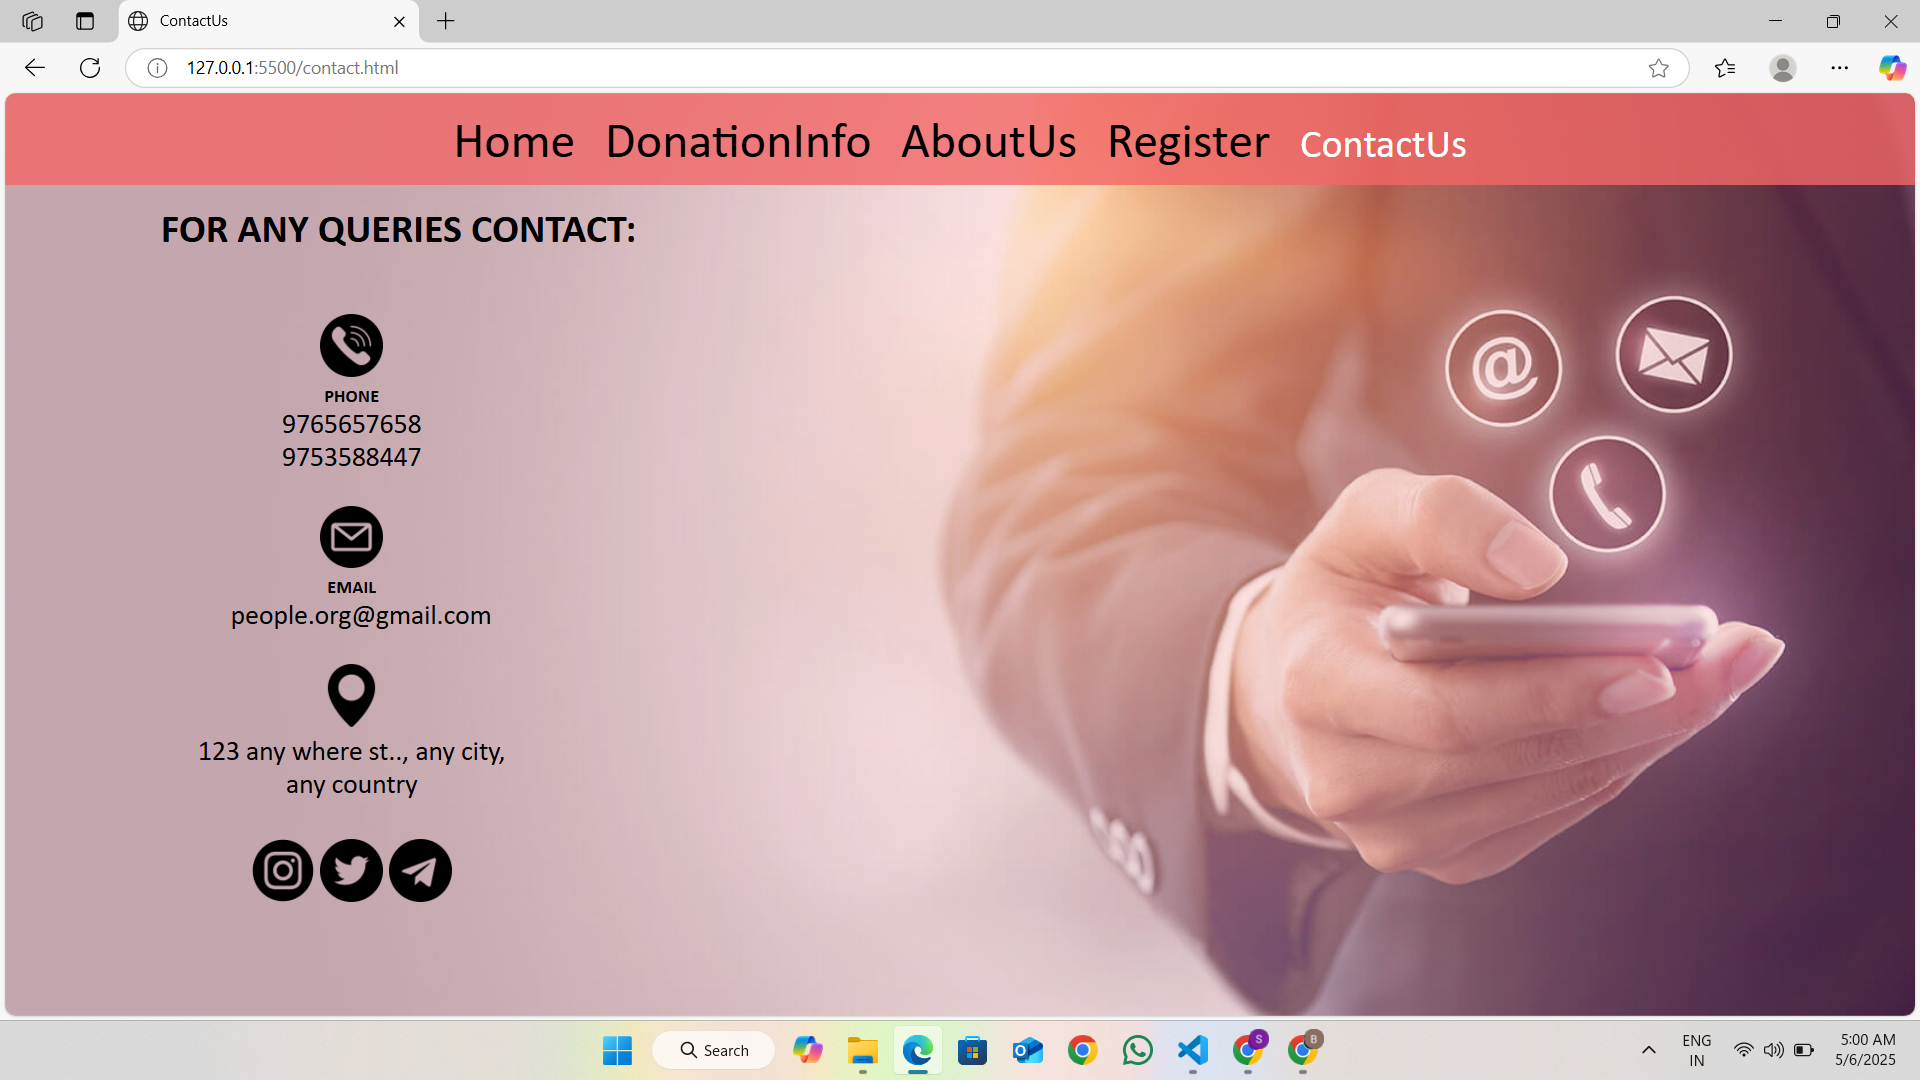 ContactUs
127.0.0.1:5500/contact.html
Home DonationInfo AboutUs Register ContactUs
FOR ANY QUERIES CONTACT:
PHONE
9765657658
9753588447
EMAIL
people.org@gmail.com
123 any where st.., any city,
any country
Search
S
B
ENG
IN
5:00 AM
5/6/2025